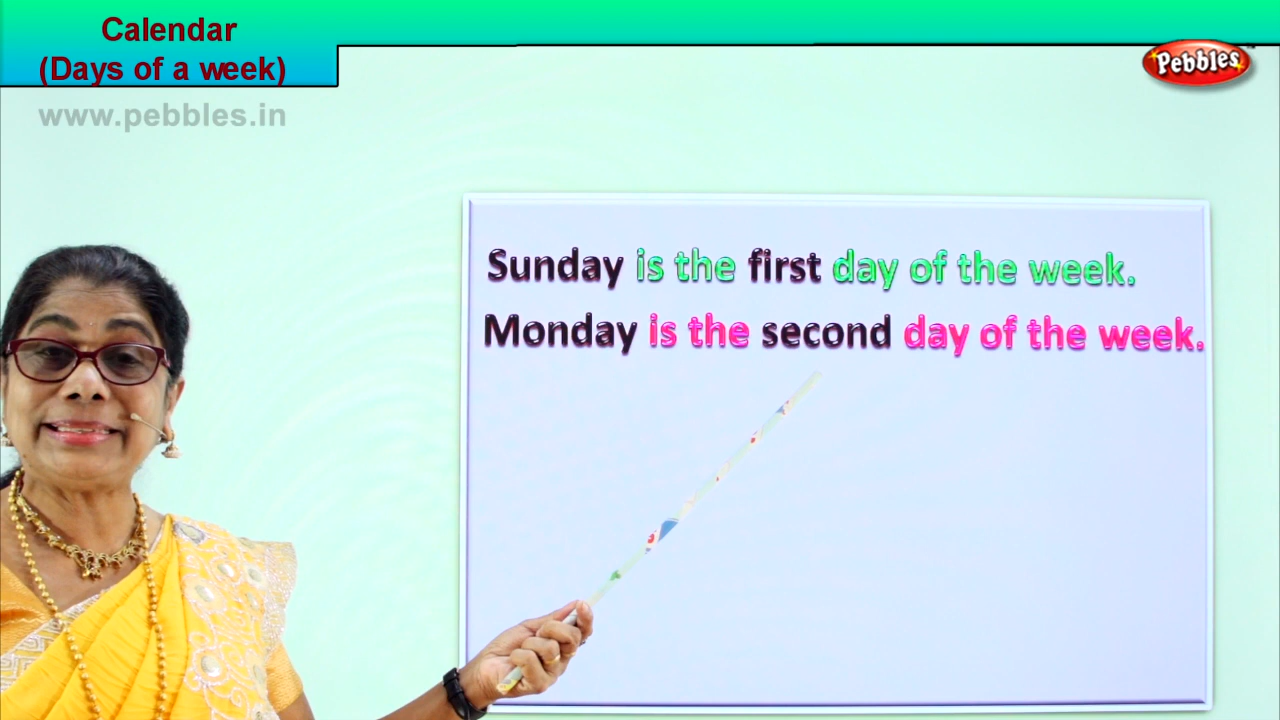 Calendar
(Days of a week)
www.pebbles.in
Pebbles
Sunday is the first day of the week.
Monday is the second day of the week.